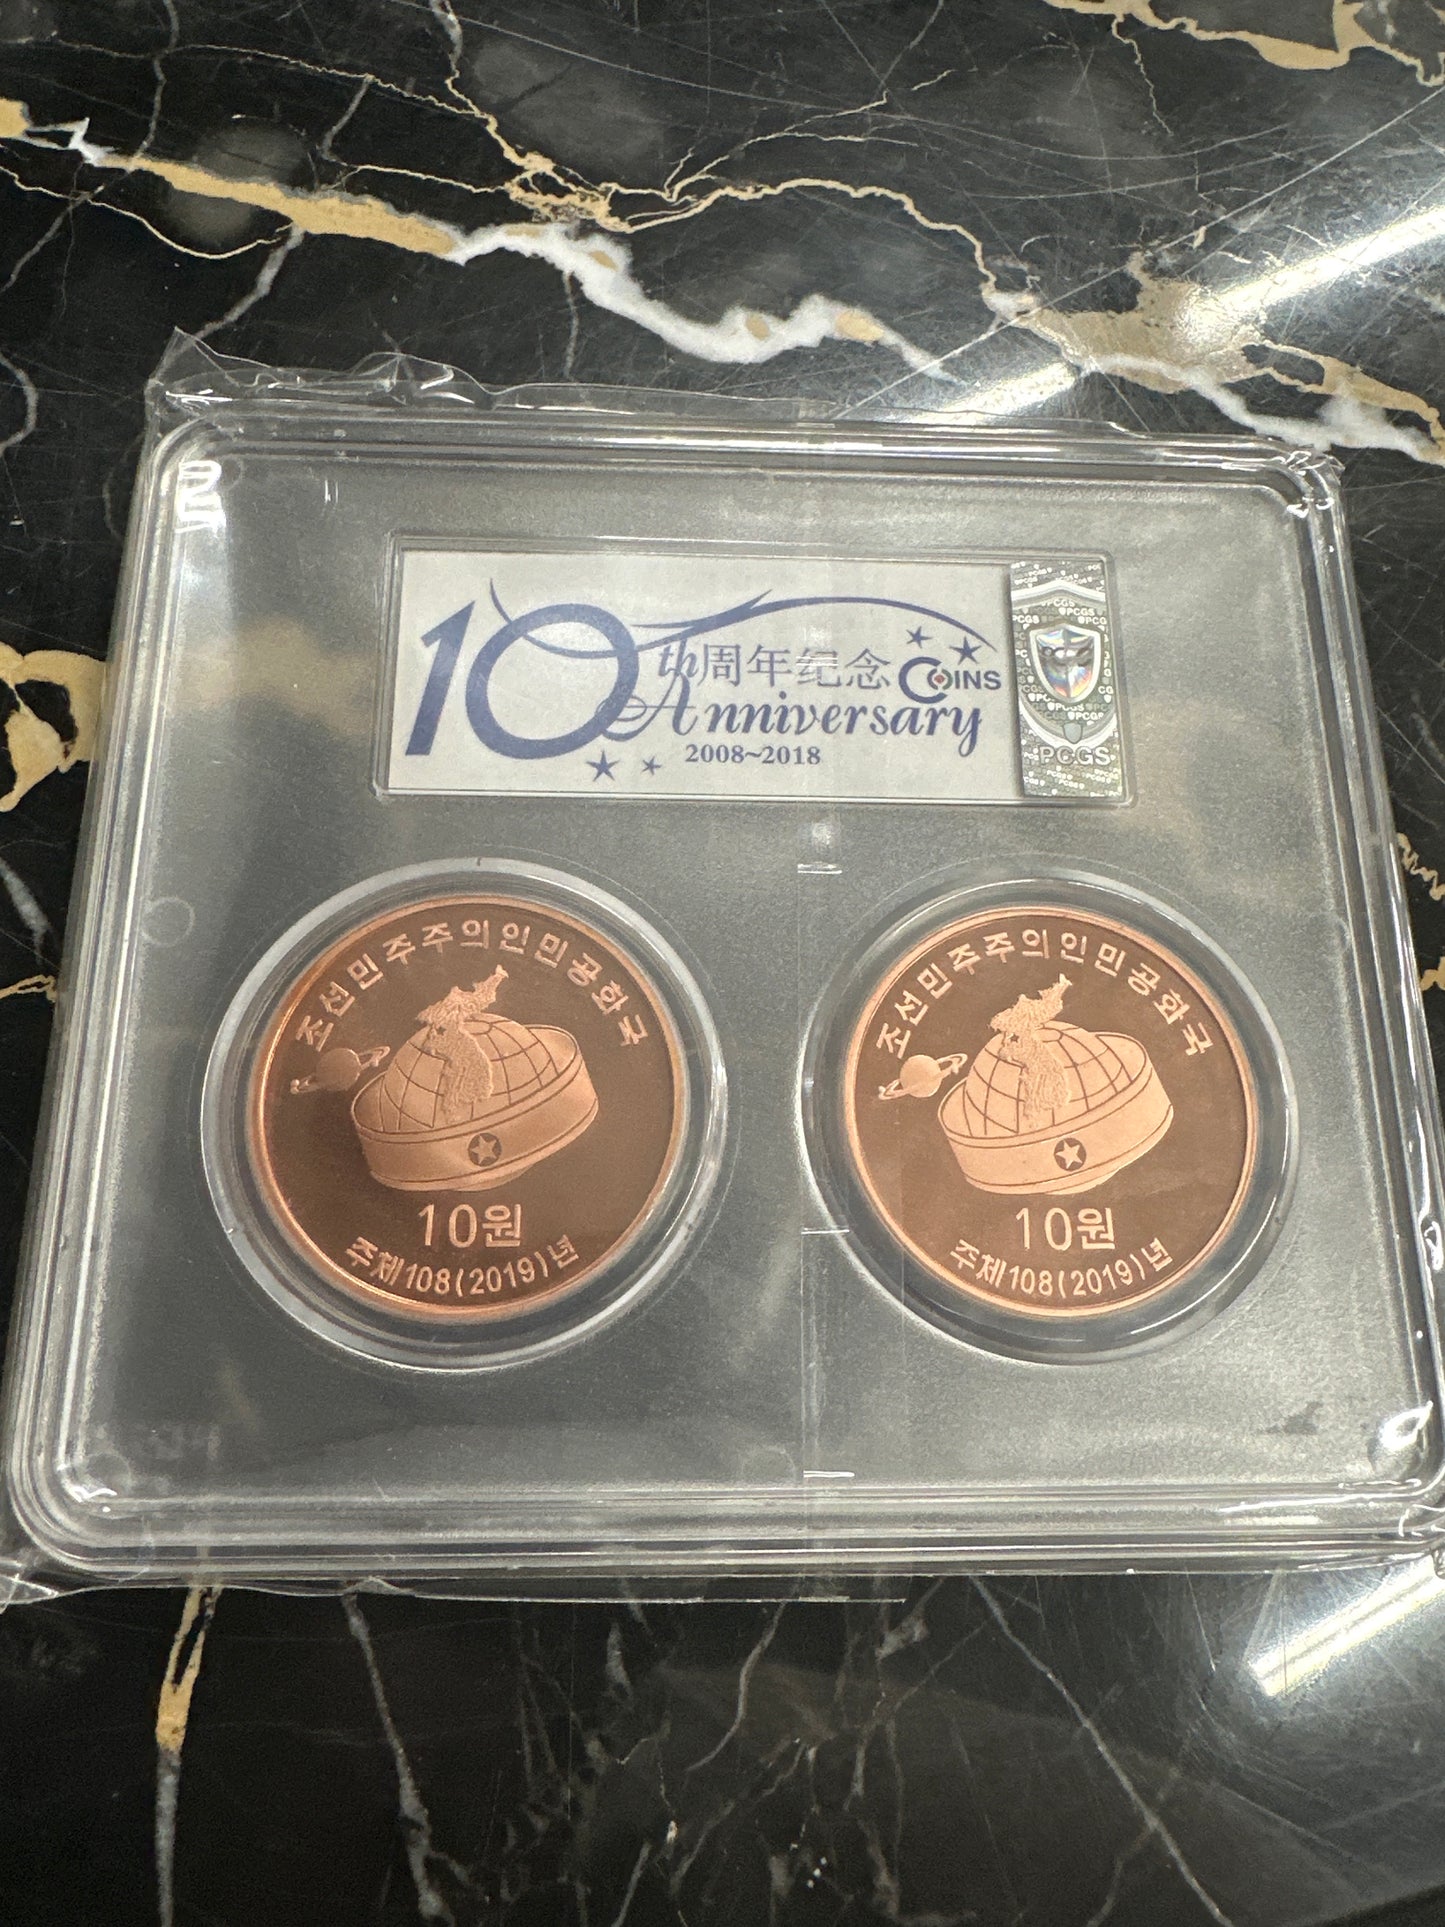 10th周年纪念 COINS
Anniversary
2008~2018
PCGS
조선민주주의인민공화국
10원
주체108(2019)년
조선민주주의인민공화국
10원
주체108(2019)년